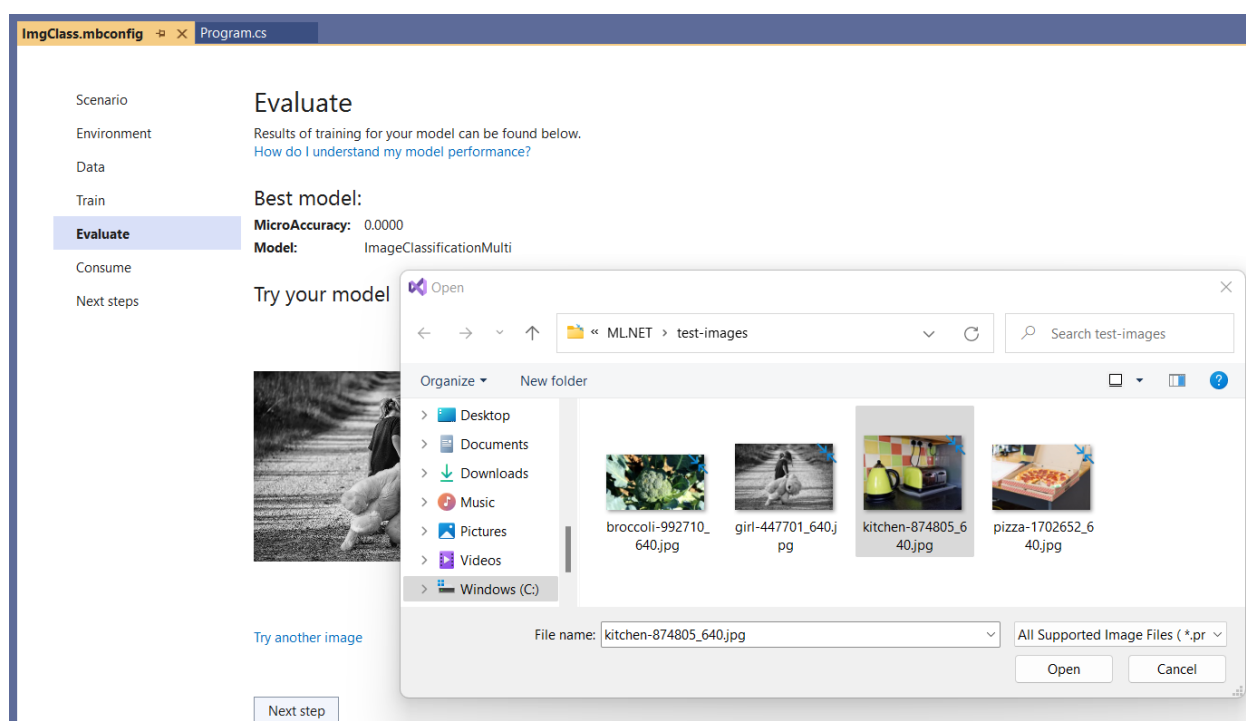 ImgClass.mbconfig
Program.cs
Scenario
Environment
Data
Train
Evaluate
Consume
Next steps
Evaluate
Results of training for your model can be found below.
How do I understand my model performance?
Best model:
MicroAccuracy: 0.0000
Model: ImageClassificationMulti
Try your model
Try another image
Next step
Open
« ML.NET > test-images
Search test-images
Organize
New folder
Desktop
Documents
Downloads
Music
Pictures
Videos
Windows (C:)
broccoli-992710_
640.jpg
girl-447701_640.j
pg
kitchen-874805_6
40.jpg
pizza-1702652_6
40.jpg
File name: kitchen-874805_640.jpg
All Supported Image Files ( *.pr
Open
Cancel